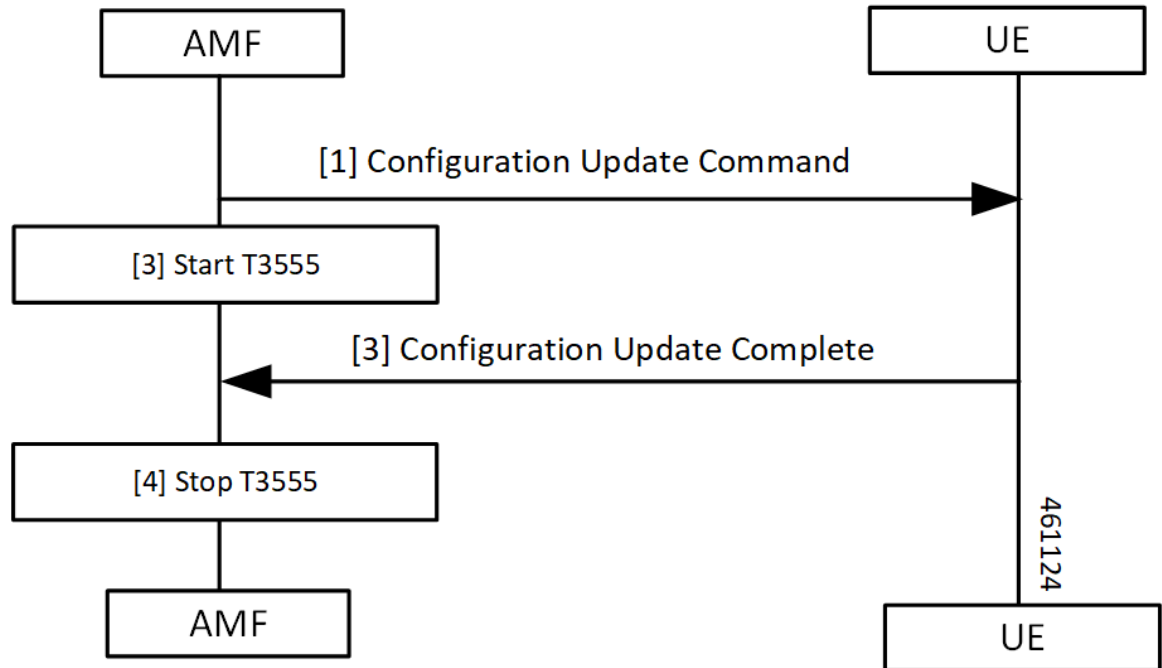 AMF
UE
[1] Configuration Update Command
[3] Start T3555
[3] Configuration Update Complete
[4] Stop T3555
461124
AMF
UE